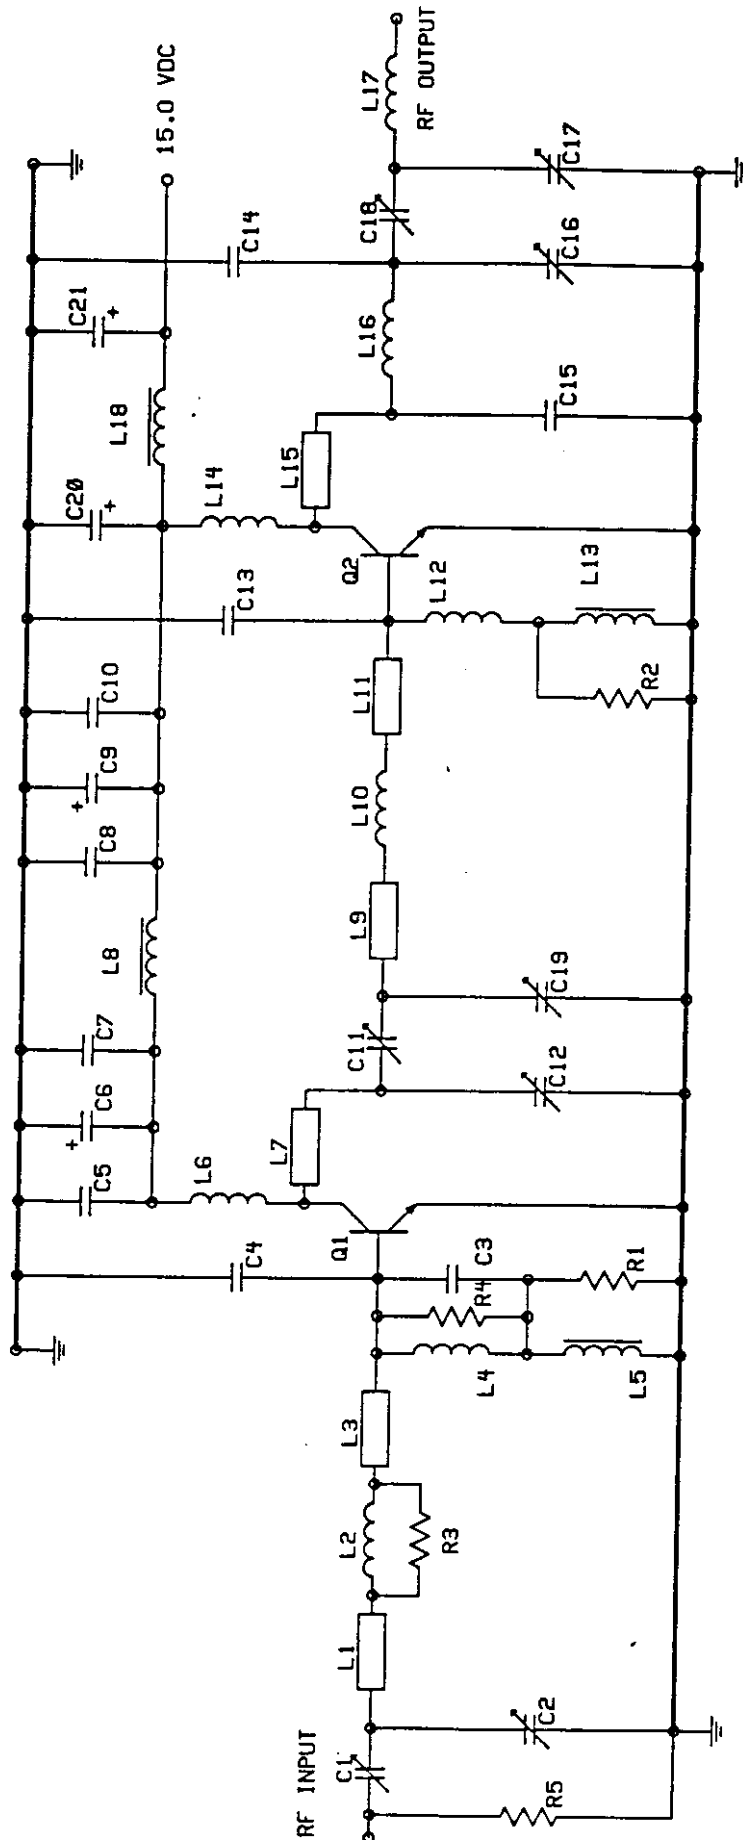 RF INPUT
C1
R5
C2
L1
L2
R3
L3
L4
L5
R4
C3
R1
C4
Q1
C5
C6
C7
L6
L7
L8
C11
C12
C19
C8
C9
C10
L9
L10
L11
C13
Q2
L12
L13
R2
C20
L14
L15
L18
C21
L16
C15
C14
C18
C16
C17
L17
15.0 VDC
RF OUTPUT
+
+
+
+